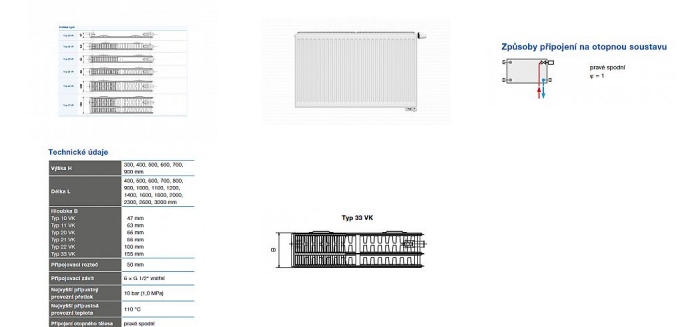 Způsoby připojení na otopnou soustavu
pravé spodní
φ = 1
Technické údaje
Výška H
300, 400, 500, 600, 700,
900 mm
Délka L
400, 500, 600, 700, 800,
900, 1000, 1100, 1200,
1400, 1600, 1800, 2000,
2300, 2600, 3000 mm
Hloubka B
Typ 10 VK 47 mm
Typ 11 VK 63 mm
Typ 20 VK 66 mm
Typ 21 VK 66 mm
Typ 22 VK 100 mm
Typ 33 VK 155 mm
Připojovací rozteč 50 mm
Připojovací závit 6 × G 1/2" vnitřní
Nejvyšší přípustný
provozní přetlak
10 bar (1,0 MPa)
Nejvyšší přípustná
provozní teplota
110 °C
Připojení otopného tělesa pravé spodní
Typ 33 VK
B